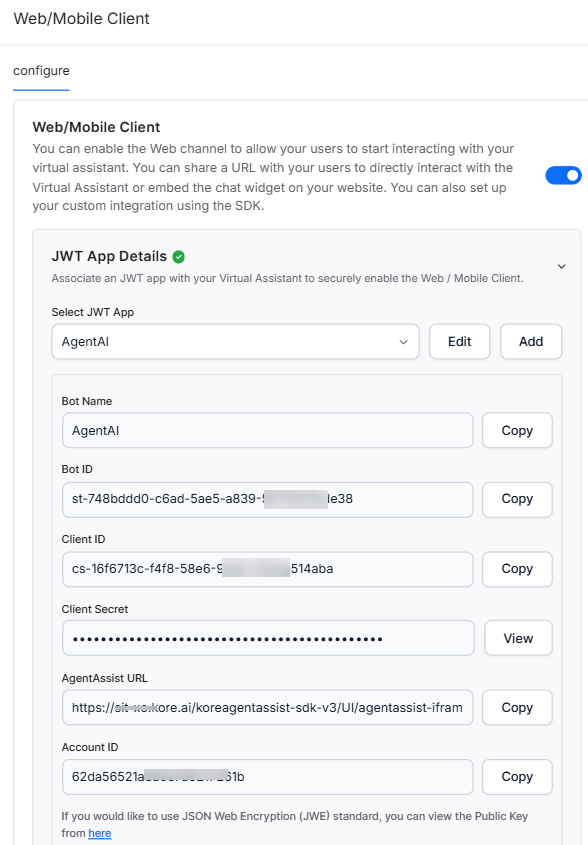 Web/Mobile Client
configure
Web/Mobile Client
You can enable the Web channel to allow your users to start interacting with your
virtual assistant. You can share a URL with your users to directly interact with the
Virtual Assistant or embed the chat widget on your website. You can also set up
your custom integration using the SDK.
JWT App Details
Associate an JWT app with your Virtual Assistant to securely enable the Web / Mobile Client.
Select JWT App
AgentAI Edit Add
Bot Name
AgentAI Copy
Bot ID
st-748bddd0-c6ad-5ae5-a839- e38 Copy
Client ID
cs-16f6713c-f4f8-58e6-9 514aba Copy
Client Secret
•••••••••••••••••••••••••••••••••••••••••••• View
AgentAssist URL
https:// ore.ai/koreagentassist-sdk-v3/UI/agentassist-ifram Copy
Account ID
62da56521a 61b Copy
If you would like to use JSON Web Encryption (JWE) standard, you can view the Public Key
from here